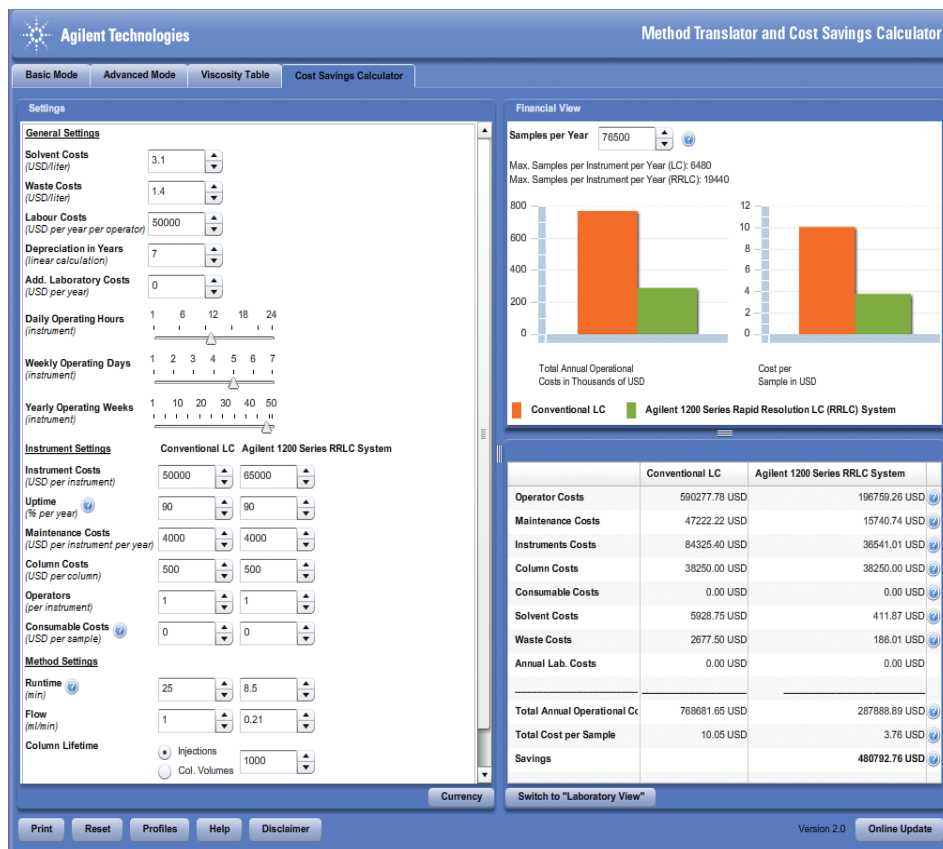 Agilent Technologies
Method Translator and Cost Savings Calculator
Basic Mode
Advanced Mode
Viscosity Table
Cost Savings Calculator
Settings
General Settings
Solvent Costs
(USD/liter)
3.1
Waste Costs
(USD/liter)
1.4
Labour Costs
(USD per year per operator)
50000
Depreciation in Years
(linear calculation)
7
Add. Laboratory Costs
(USD per year)
0
Daily Operating Hours
(instrument)
1 6 12 18 24
Weekly Operating Days
(instrument)
1 2 3 4 5 6 7
Yearly Operating Weeks
(instrument)
1 10 20 30 40 50
Instrument Settings Conventional LC Agilent 1200 Series RRLC System
Instrument Costs
(USD per instrument)
50000 65000
Uptime
(% per year)
90 90
Maintenance Costs
(USD per instrument per year)
4000 4000
Column Costs
(USD per column)
500 500
Operators
(per instrument)
1 1
Consumable Costs
(USD per sample)
0 0
Method Settings
Runtime
(min)
25 8.5
Flow
(ml/min)
1 0.21
Column Lifetime
Injections
Col. Volumes
1000
Currency
Financial View
Samples per Year 76500
Max. Samples per Instrument per Year (LC): 6480
Max. Samples per Instrument per Year (RRLC): 19440
800
600
400
200
0
Total Annual Operational
Costs in Thousands of USD
12
10
8
6
4
2
0
Cost per
Sample in USD
Conventional LC
Agilent 1200 Series Rapid Resolution LC (RRLC) System
Conventional LC Agilent 1200 Series RRLC System
Operator Costs 590277.78 USD 196759.26 USD
Maintenance Costs 47222.22 USD 15740.74 USD
Instruments Costs 84325.40 USD 36541.01 USD
Column Costs 38250.00 USD 38250.00 USD
Consumable Costs 0.00 USD 0.00 USD
Solvent Costs 5928.75 USD 411.87 USD
Waste Costs 2677.50 USD 186.01 USD
Annual Lab. Costs 0.00 USD 0.00 USD
Total Annual Operational Cc 768681.65 USD 287888.89 USD
Total Cost per Sample 10.05 USD 3.76 USD
Savings 480792.76 USD
Switch to "Laboratory View"
Print
Reset
Profiles
Help
Disclaimer
Version 2.0
Online Update